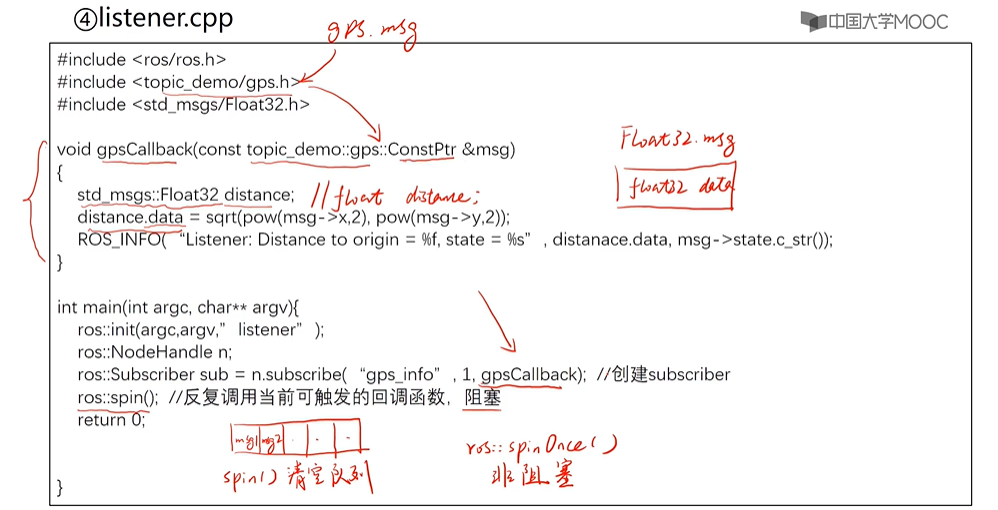 ④listener.cpp
中国大学MOOC
gps.msg
#include <ros/ros.h>
#include <topic_demo/gps.h>
#include <std_msgs/Float32.h>
void gpsCallback(const topic_demo::gps::ConstPtr &msg)
Float32.msg
{
float32 data
std_msgs::Float32 distance; //float distance;
distance.data = sqrt(pow(msg->x,2), pow(msg->y,2));
ROS_INFO( “Listener: Distance to origin = %f, state = %s” , distanace.data, msg->state.c_str());
}
int main(int argc, char** argv){
ros::init(argc,argv,” listener” );
ros::NodeHandle n;
ros::Subscriber sub = n.subscribe( “gps_info” , 1, gpsCallback); //创建subscriber
ros::spin(); //反复调用当前可触发的回调函数，阻塞
return 0;
msg1 msg2 . . .
ros::spinOnce()
spin() 清空队列
非阻塞
}